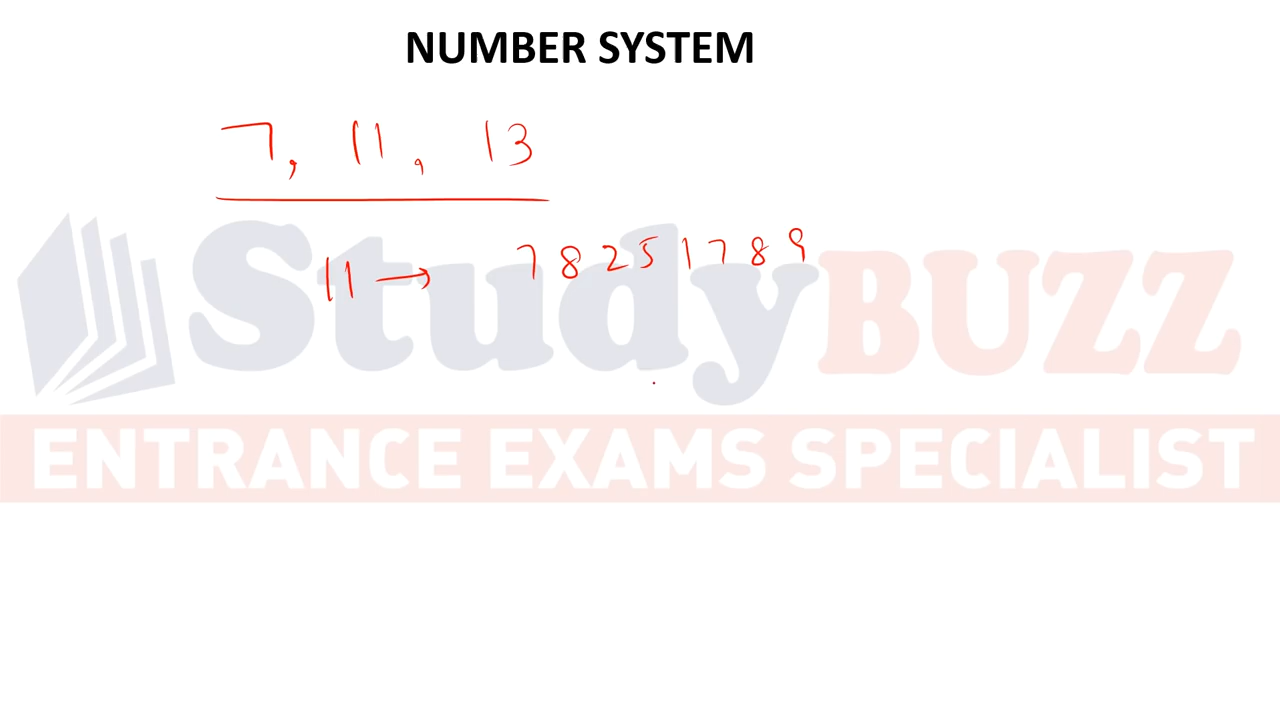 NUMBER SYSTEM
7, 11, 13
11 → 78251789
StudyBUZZ
ENTRANCE EXAMS SPECIALIST